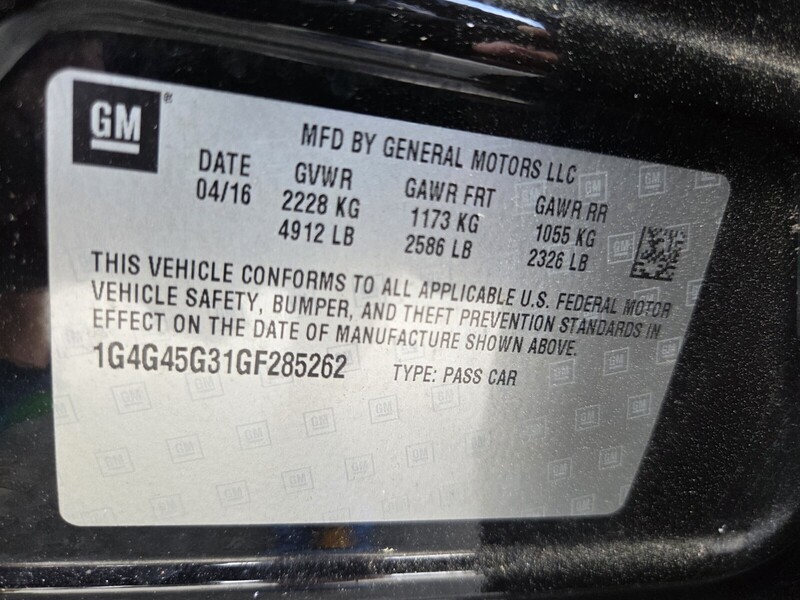 GM®
MFD BY GENERAL MOTORS LLC
DATE GVWR GAWR FRT GAWR RR
04/16 2228 KG 1173 KG 1055 KG
4912 LB 2586 LB 2326 LB
THIS VEHICLE CONFORMS TO ALL APPLICABLE U.S. FEDERAL MOTOR
VEHICLE SAFETY, BUMPER, AND THEFT PREVENTION STANDARDS IN
EFFECT ON THE DATE OF MANUFACTURE SHOWN ABOVE.
1G4G45G31GF285262 TYPE: PASS CAR